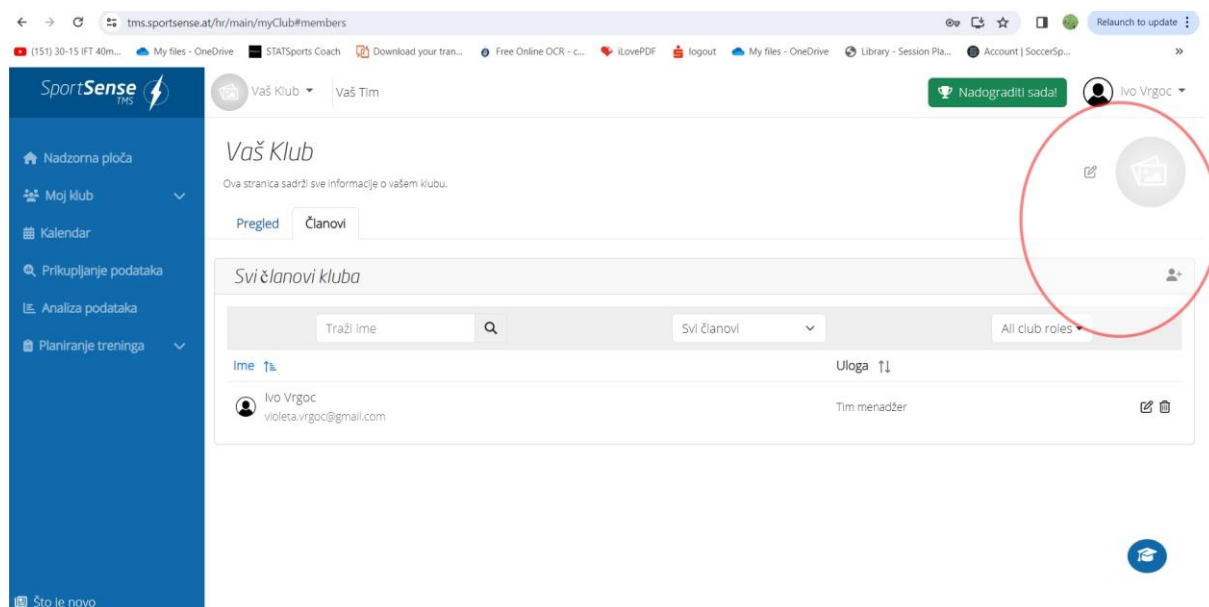 tms.sportsense.at/hr/main/myClub#members
Relaunch to update
(151) 30-15 IFT 40m...
My files - OneDrive
STATSports Coach
Download your tran...
Free Online OCR - c...
iLovePDF
logout
My files - OneDrive
Library - Session Pla...
Account | SoccerSp...
»
SportSense
TMS
Vaš Klub
Vaš Tim
Nadograditi sada!
Ivo Vrgoc
Nadzorna ploča
Moj klub
Kalendar
Prikupljanje podataka
Analiza podataka
Planiranje treninga
Što je novo
Vaš Klub
Ova stranica sadrži sve informacije o vašem klubu.
Pregled
Članovi
Svi članovi kluba
Traži ime
Svi članovi
All club roles
Ime
Uloga
Ivo Vrgoc
violeta.vrgoc@gmail.com
Tim menadžer